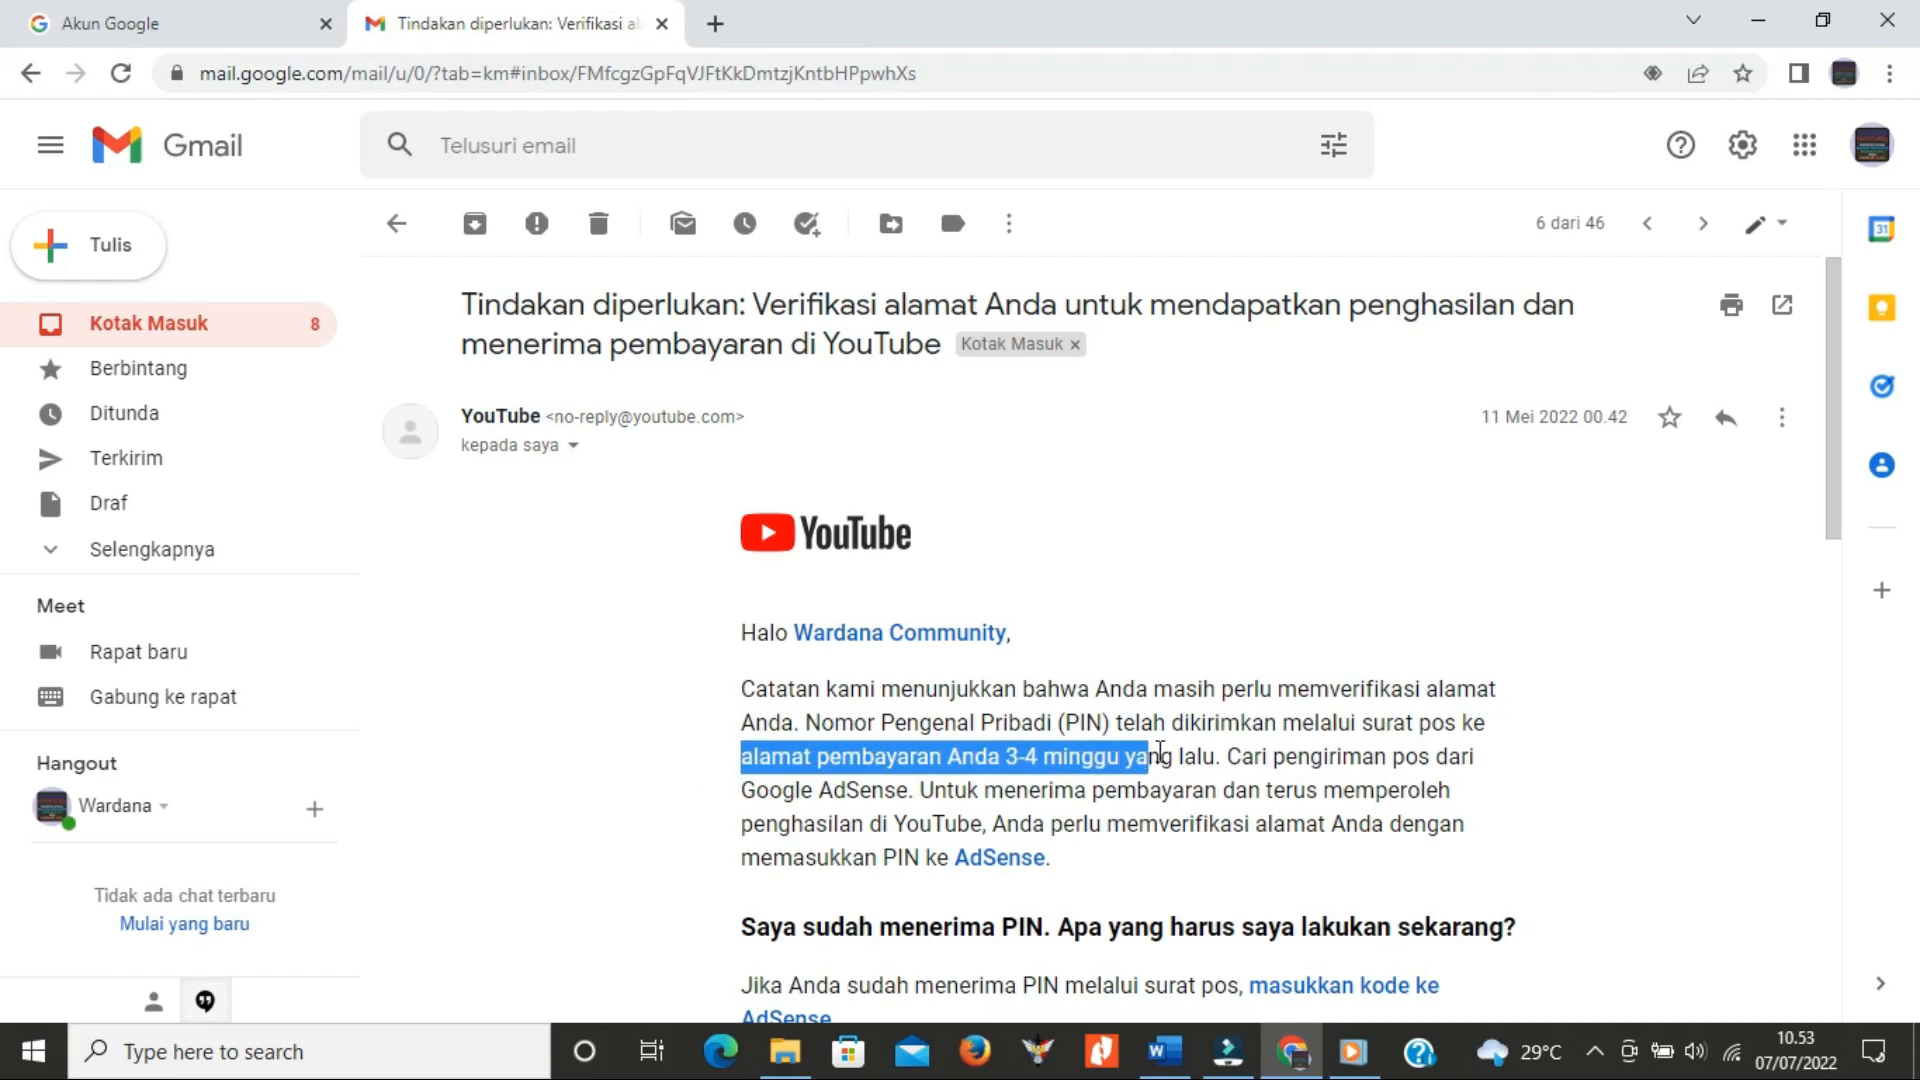 Akun Google
Tindakan diperlukan: Verifikasi al
mail.google.com/mail/u/0/?tab=km#inbox/FMfcgzGpFqVJFtKkDmtzjKntbHPpwhXs
Gmail
Telusuri email
Tulis
6 dari 46
31
Kotak Masuk 8
Berbintang
Ditunda
Terkirim
Draf
Selengkapnya
Meet
Rapat baru
Gabung ke rapat
Hangout
Wardana
Tidak ada chat terbaru
Mulai yang baru
Tindakan diperlukan: Verifikasi alamat Anda untuk mendapatkan penghasilan dan
menerima pembayaran di YouTube Kotak Masuk ×
YouTube <no-reply@youtube.com>
11 Mei 2022 00.42
kepada saya
YouTube
Halo Wardana Community,
Catatan kami menunjukkan bahwa Anda masih perlu memverifikasi alamat
Anda. Nomor Pengenal Pribadi (PIN) telah dikirimkan melalui surat pos ke
alamat pembayaran Anda 3-4 minggu yang lalu. Cari pengiriman pos dari
Google AdSense. Untuk menerima pembayaran dan terus memperoleh
penghasilan di YouTube, Anda perlu memverifikasi alamat Anda dengan
memasukkan PIN ke AdSense.
Saya sudah menerima PIN. Apa yang harus saya lakukan sekarang?
Jika Anda sudah menerima PIN melalui surat pos, masukkan kode ke
AdSense
Type here to search
29°C
10.53
07/07/2022